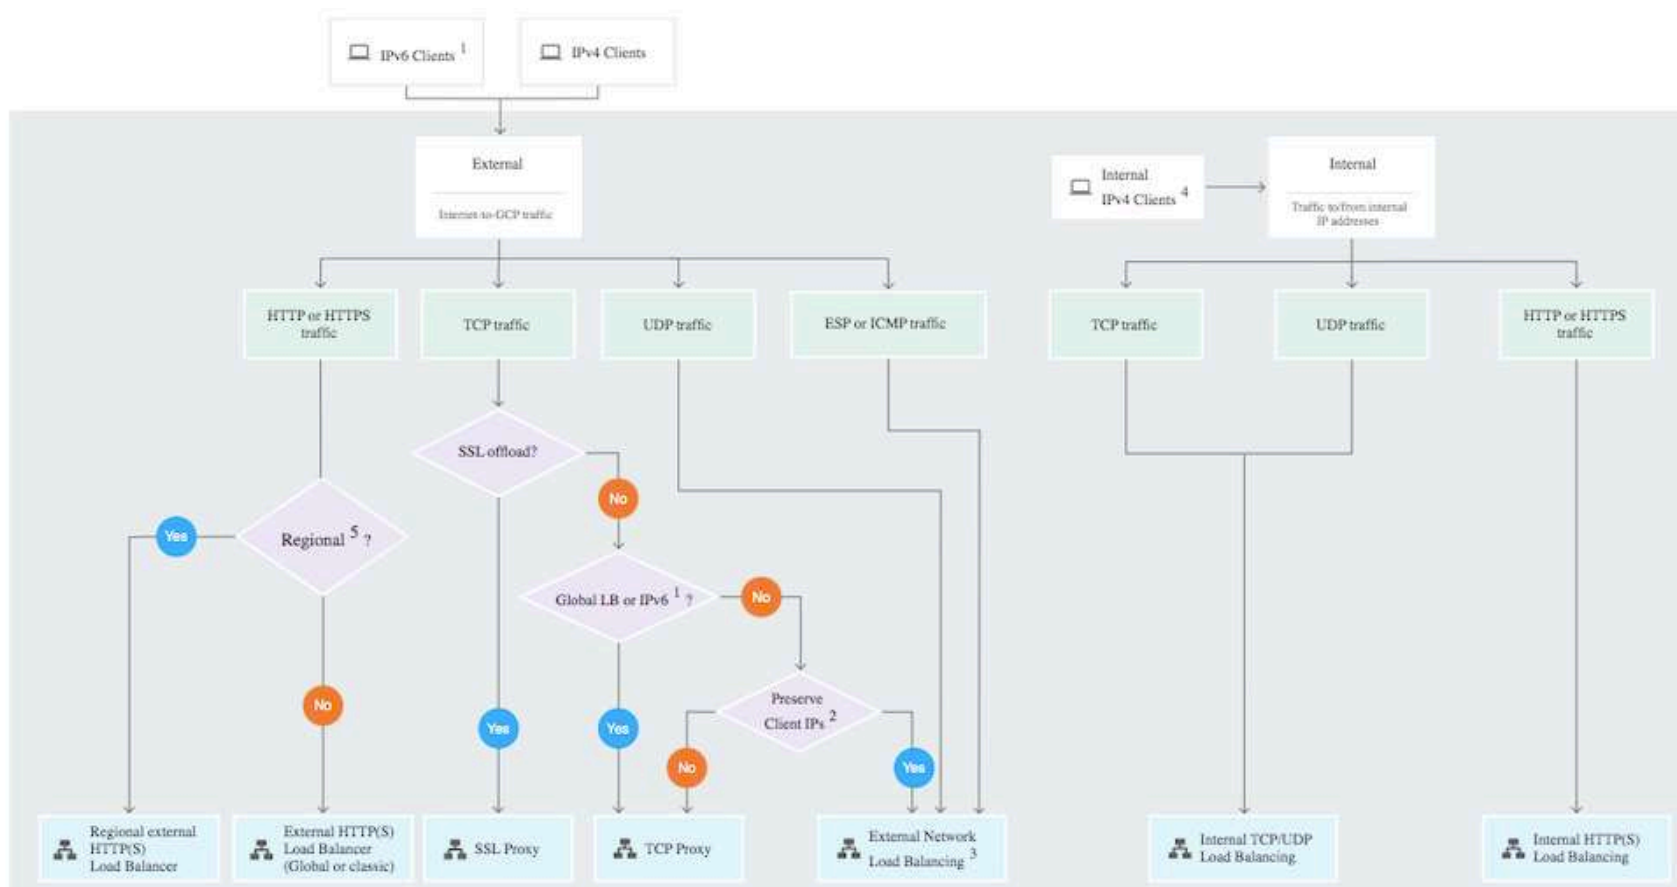 IPv6 Clients 1
IPv4 Clients
External
Internet-to-GCP traffic
Internal
IPv4 Clients 4
Internal
Traffic to/from internal
IP addresses
HTTP or HTTPS
traffic
TCP traffic
UDP traffic
ESP or ICMP traffic
TCP traffic
UDP traffic
HTTP or HTTPS
traffic
SSL offload?
No
Yes
Regional 5 ?
Global LB or IPv6 1 ?
No
No
Preserve
Client IPs 2
Yes
Yes
No
Yes
Regional external
HTTP(S)
Load Balancer
External HTTP(S)
Load Balancer
(Global or classic)
SSL Proxy
TCP Proxy
External Network
Load Balancing 3
Internal TCP/UDP
Load Balancing
Internal HTTP(S)
Load Balancing